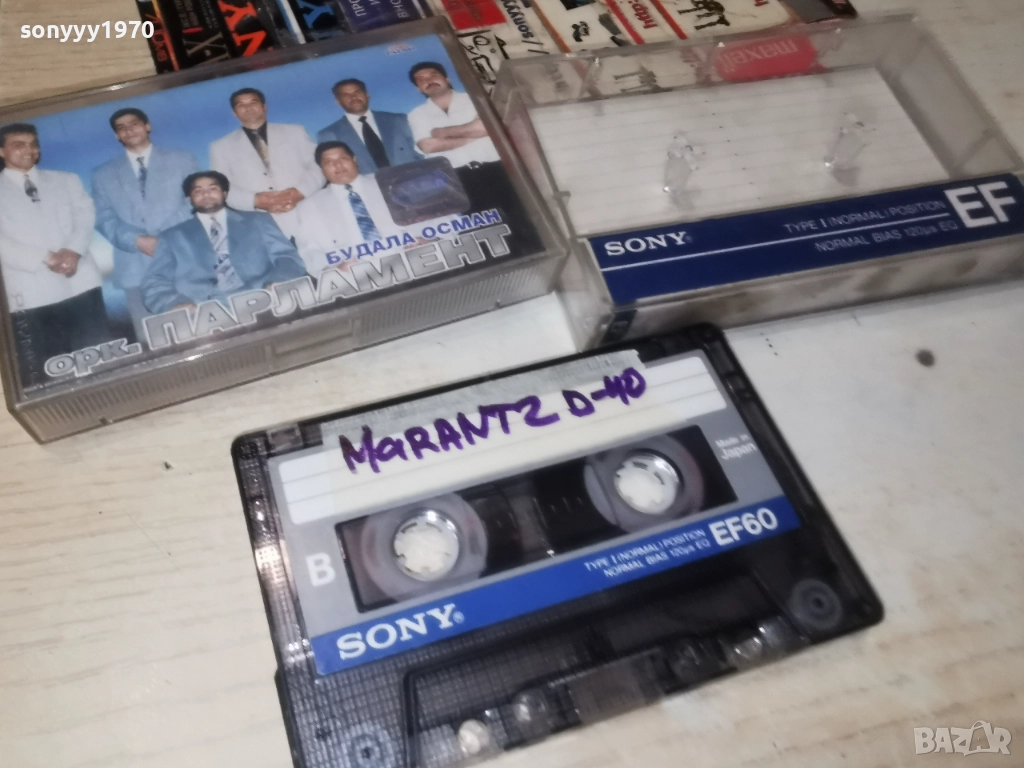 sonyyy1970
БУДАЛА ОСМАН
орк. ПАРЛАМЕНТ
maxell
SONY®
TYPE I (NORMAL) POSITION
NORMAL BIAS 120µs EQ
EF
MaRANTZ D-40
Made in
Japan
B
TYPE I (NORMAL) POSITION
NORMAL BIAS 120µs EQ
EF60
SONY®
BAZAR